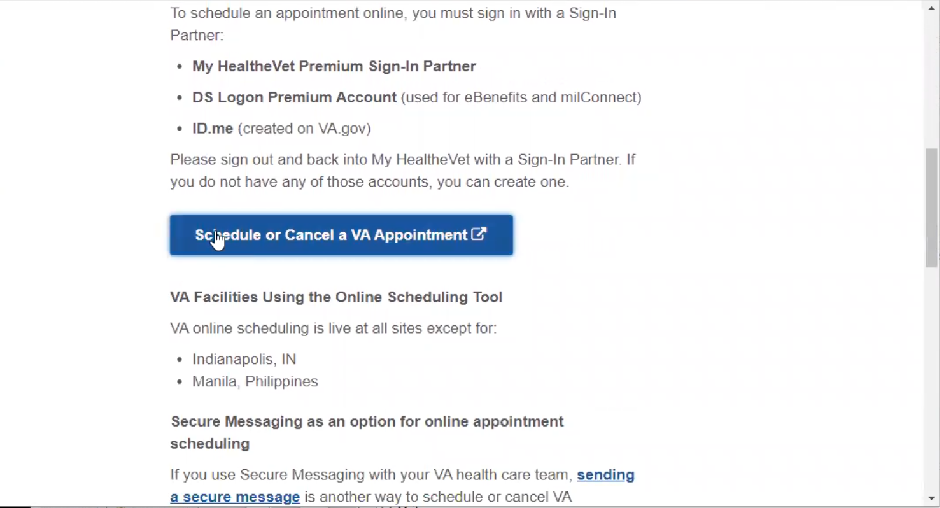 To schedule an appointment online, you must sign in with a Sign-In
Partner:
• My HealtheVet Premium Sign-In Partner
• DS Logon Premium Account (used for eBenefits and milConnect)
• ID.me (created on VA.gov)
Please sign out and back into My HealtheVet with a Sign-In Partner. If
you do not have any of those accounts, you can create one.
Schedule or Cancel a VA Appointment
VA Facilities Using the Online Scheduling Tool
VA online scheduling is live at all sites except for:
• Indianapolis, IN
• Manila, Philippines
Secure Messaging as an option for online appointment
scheduling
If you use Secure Messaging with your VA health care team, sending
a secure message is another way to schedule or cancel VA